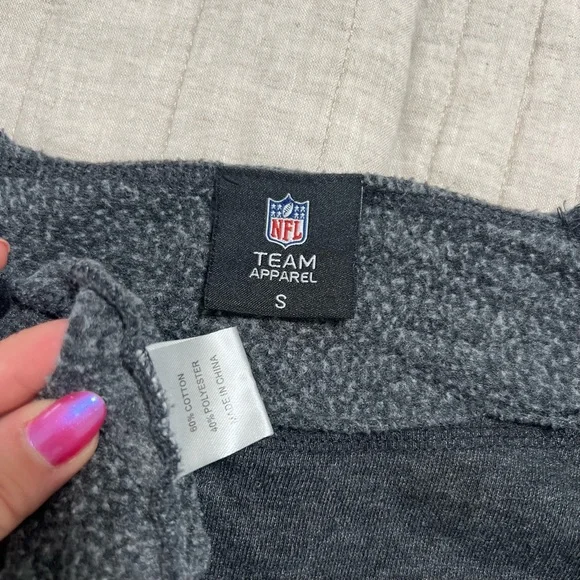 NFL
TEAM
APPAREL
S
60% COTTON
40% POLYESTER
MADE IN CHINA